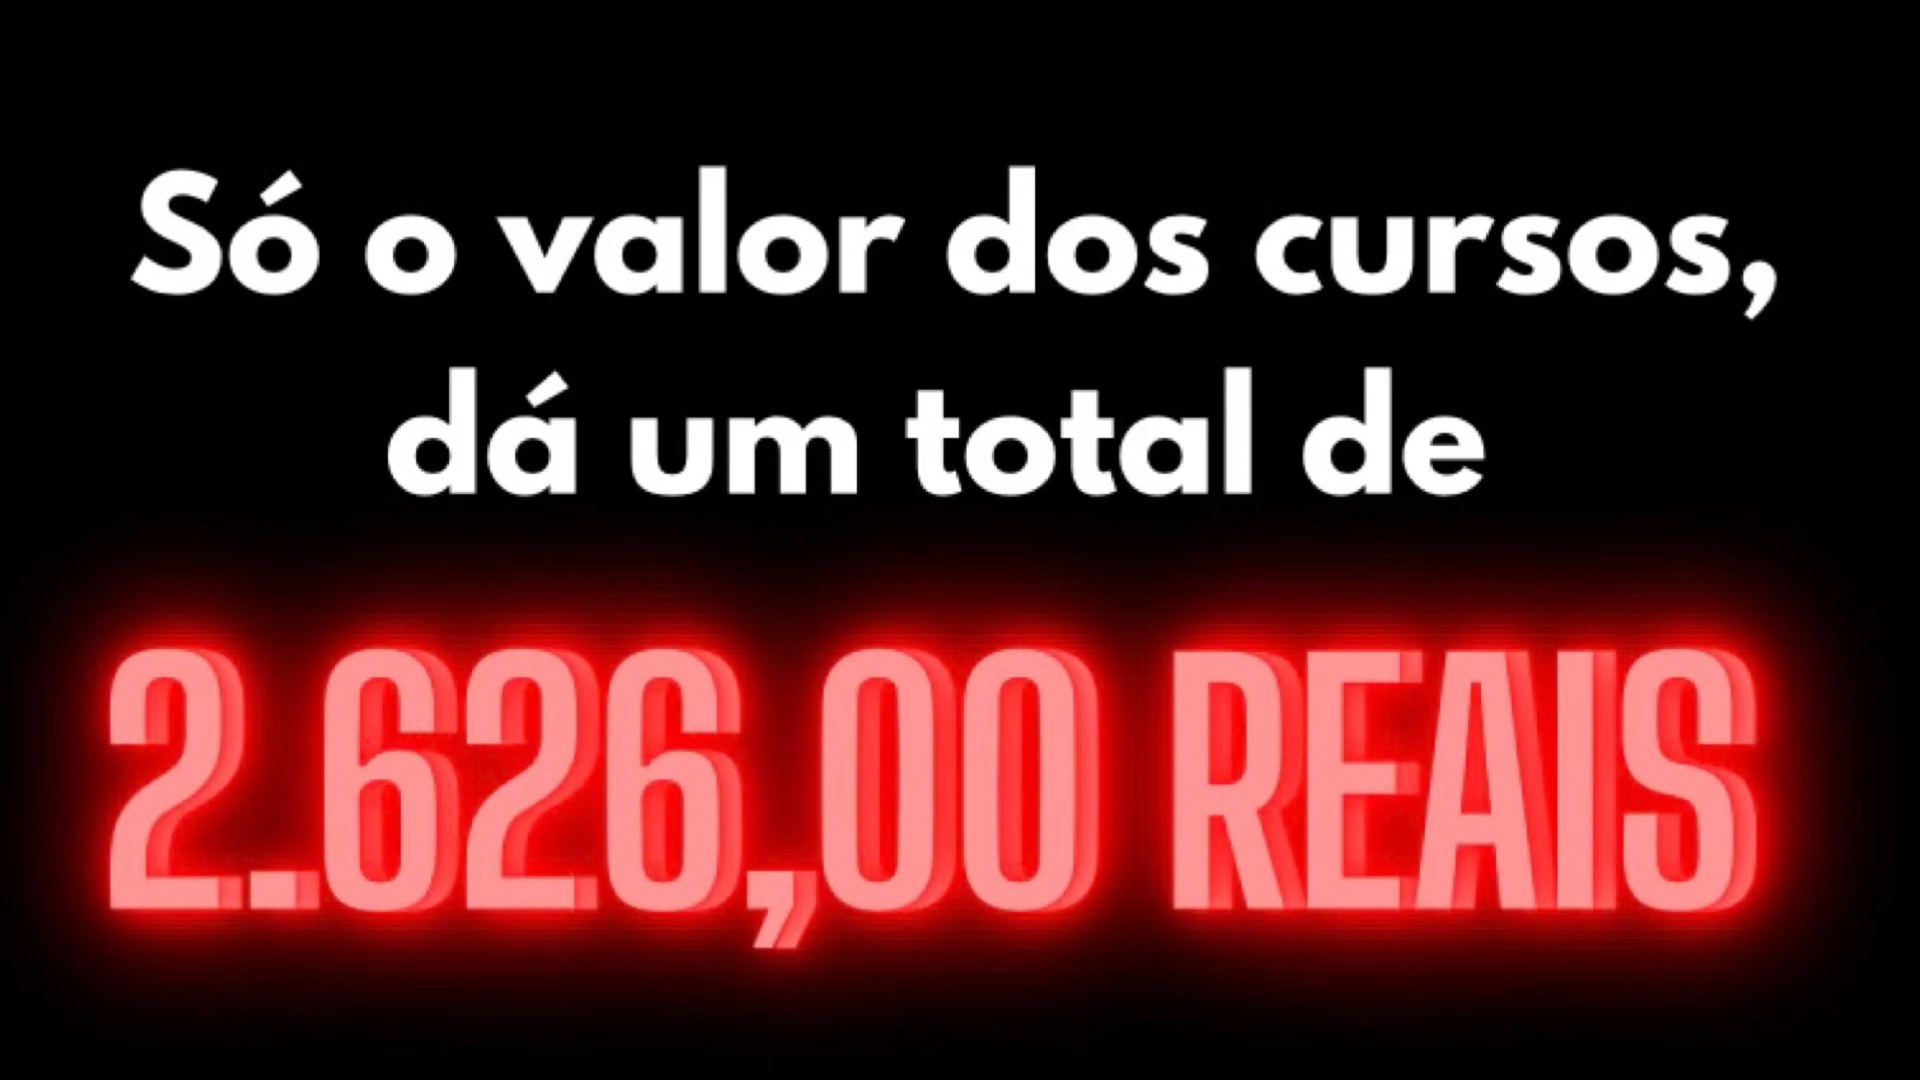 Só o valor dos cursos,
dá um total de
2.626,00 REAIS